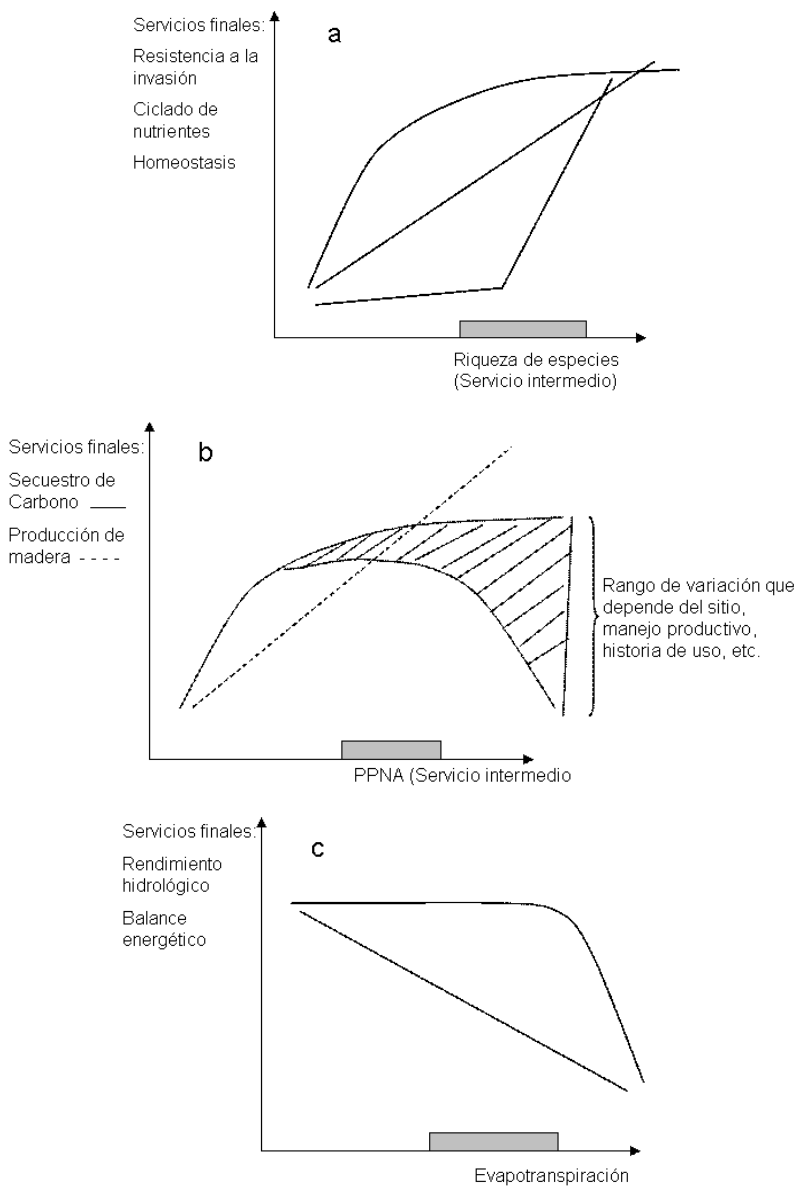 Servicios finales:
a
Resistencia a la
invasión
Ciclado de
nutrientes
Homeostasis
Riqueza de especies
(Servicio intermedio)
Servicios finales:
b
Secuestro de
Carbono
Producción de
madera
Rango de variación que
depende del sitio,
manejo productivo,
historia de uso, etc.
PPNA (Servicio intermedio
Servicios finales:
c
Rendimiento
hidrológico
Balance
energético
Evapotranspiración